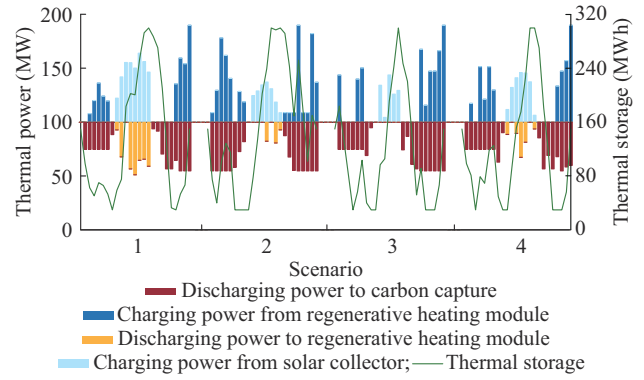 200
150
100
50
0
Thermal power (MW)
320
240
160
80
0
Thermal storage (MWh)
1 2 3 4
Scenario
Discharging power to carbon capture
Charging power from regenerative heating module
Discharging power to regenerative heating module
Charging power from solar collector; Thermal storage